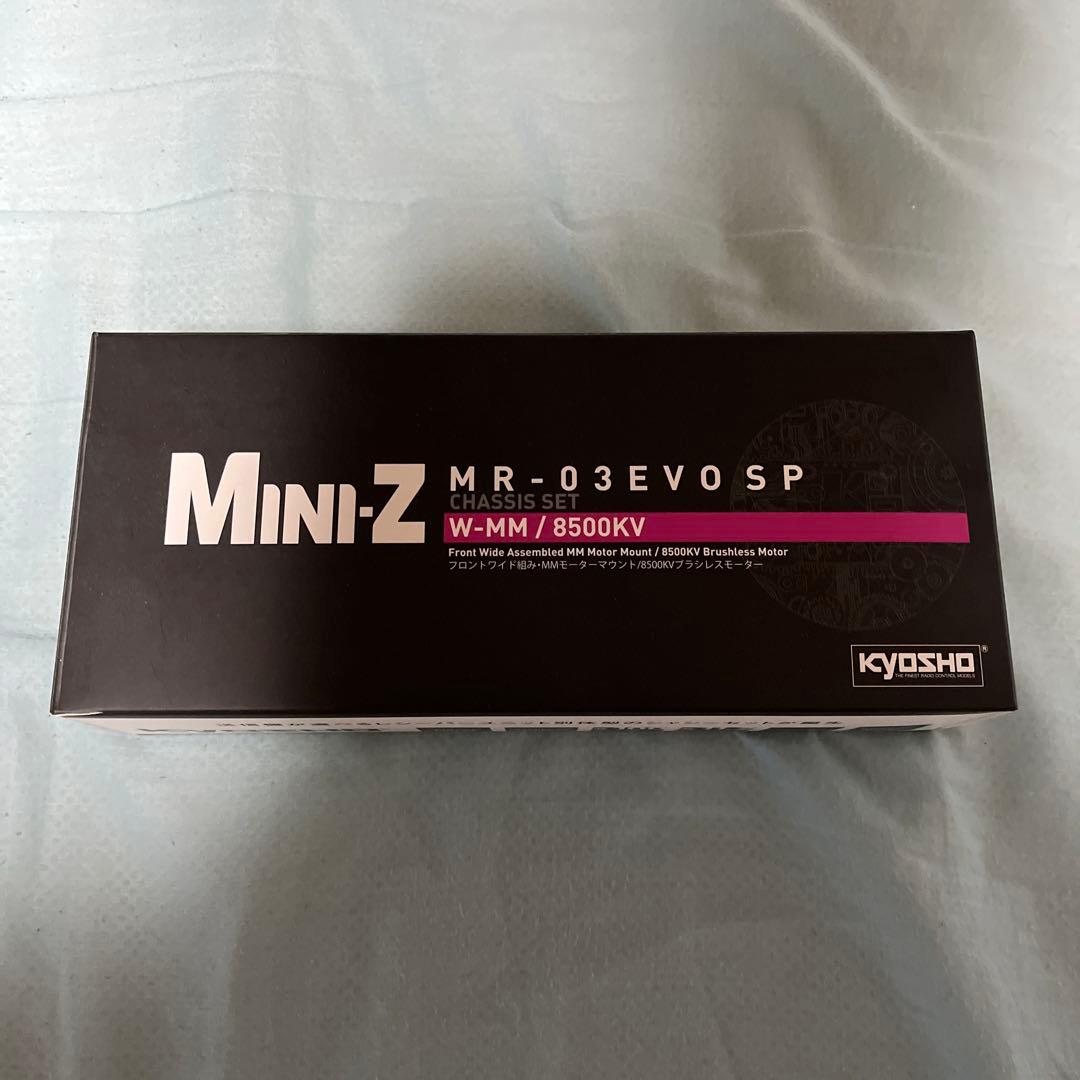 MINI-Z
MR-03EVO SP
CHASSIS SET
W-MM / 8500KV
Front Wide Assembled MM Motor Mount / 8500KV Brushless Motor
フロントワイド組み・MMモーターマウント/8500KVブラシレスモーター
KYOSHO ®
THE FINEST RADIO CONTROL MODELS